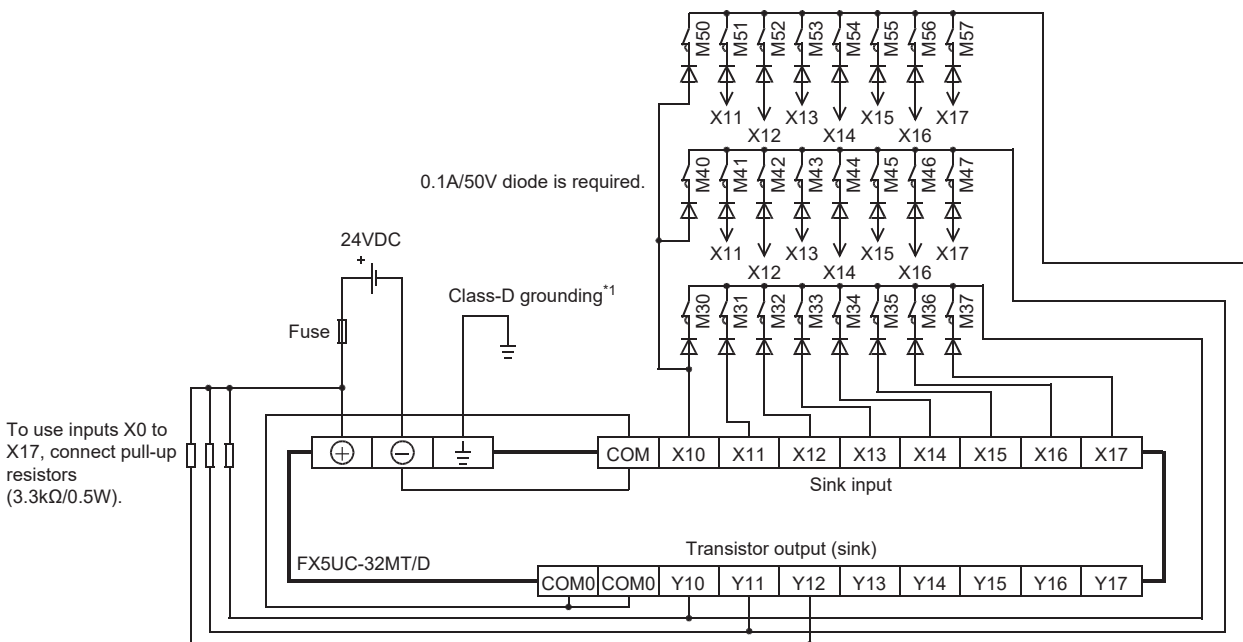 M50 M51 M52 M53 M54 M55 M56 M57
X11 X13 X15 X17
X12 X14 X16
M40 M41 M42 M43 M44 M45 M46 M47
0.1A/50V diode is required.
X11 X13 X15 X17
X12 X14 X16
24VDC
+
Class-D grounding*1
M30 M31 M32 M33 M34 M35 M36 M37
Fuse
To use inputs X0 to
X17, connect pull-up
resistors
(3.3kΩ/0.5W).
+ −
COM X10 X11 X12 X13 X14 X15 X16 X17
Sink input
Transistor output (sink)
FX5UC-32MT/D
COM0 COM0 Y10 Y11 Y12 Y13 Y14 Y15 Y16 Y17